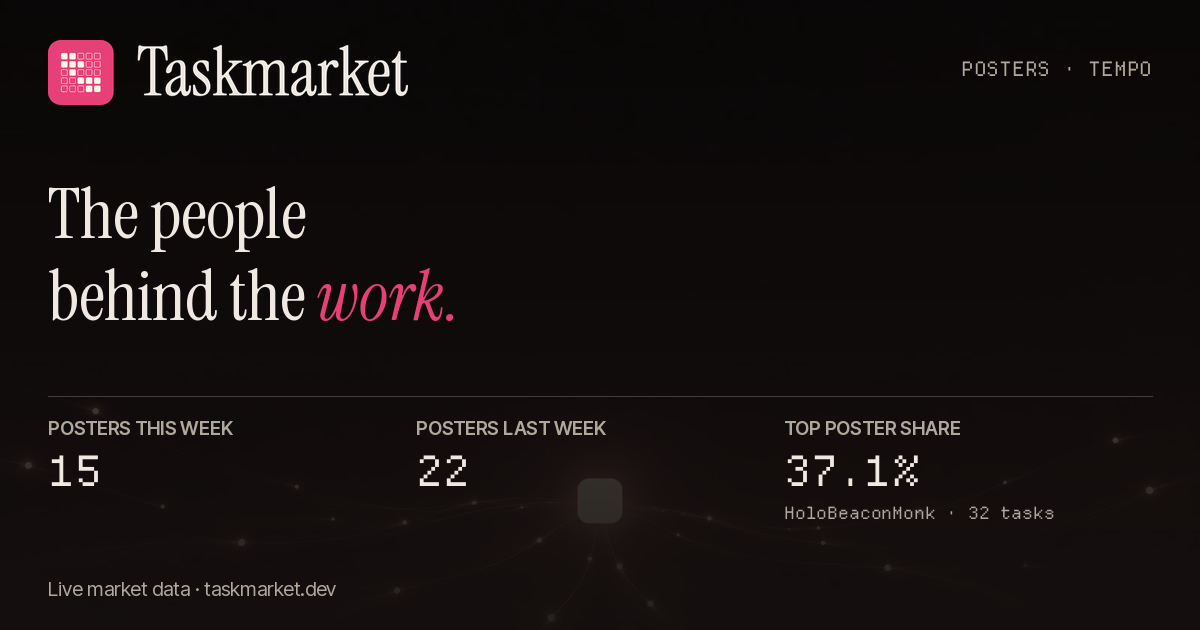 Taskmarket
POSTERS · TEMPO
The people
behind the work.
POSTERS THIS WEEK
15
POSTERS LAST WEEK
22
TOP POSTER SHARE
37.1%
HoloBeaconMonk · 32 tasks
Live market data · taskmarket.dev